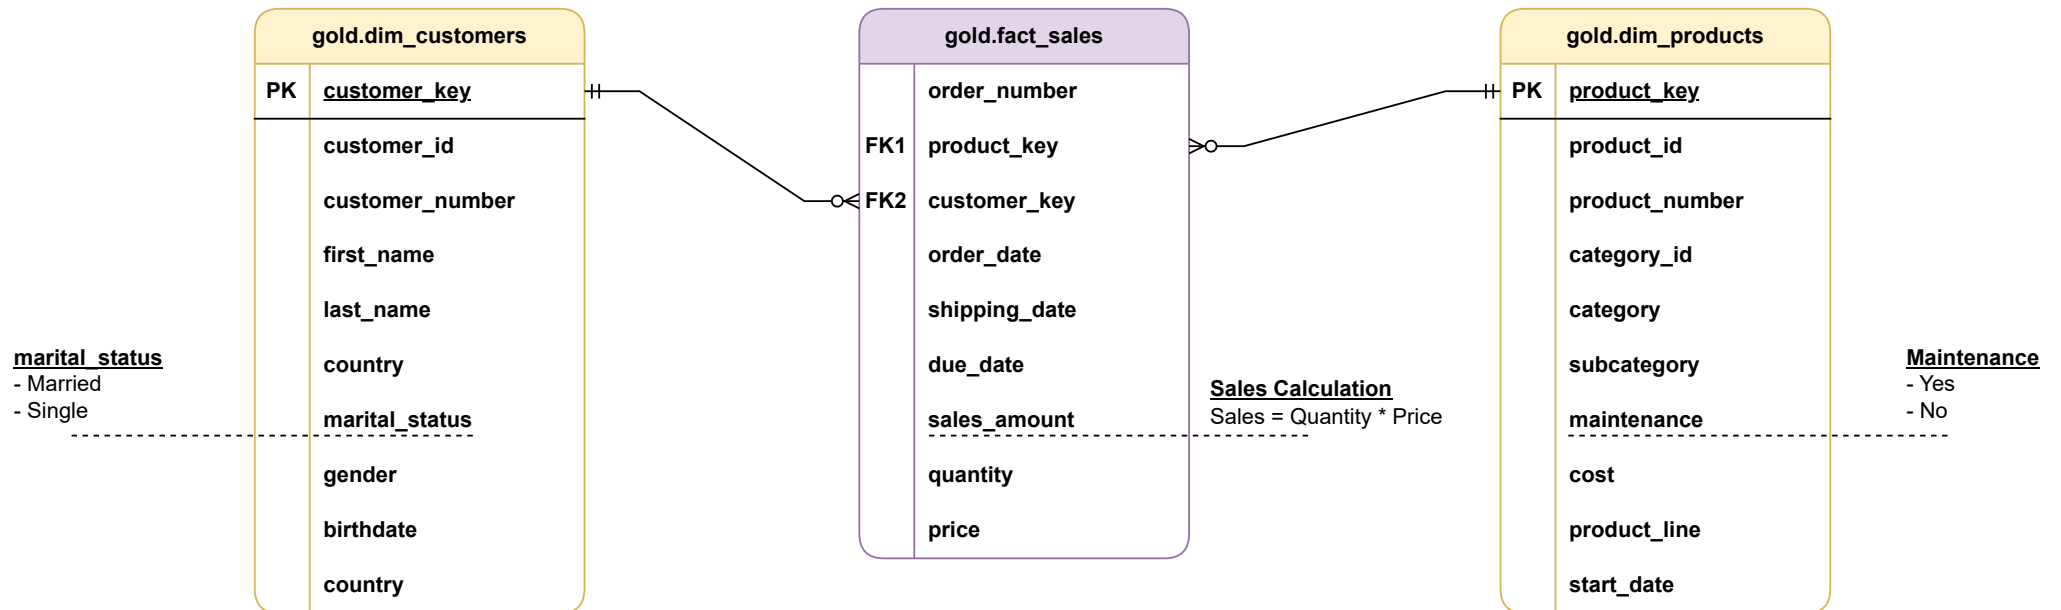 gold.dim_customers
PK customer_key
customer_id
customer_number
first_name
last_name
country
marital_status
gender
birthdate
country
marital_status
- Married
- Single
gold.fact_sales
order_number
FK1 product_key
FK2 customer_key
order_date
shipping_date
due_date
sales_amount
quantity
price
Sales Calculation
Sales = Quantity * Price
gold.dim_products
PK product_key
product_id
product_number
category_id
category
subcategory
maintenance
cost
product_line
start_date
Maintenance
- Yes
- No